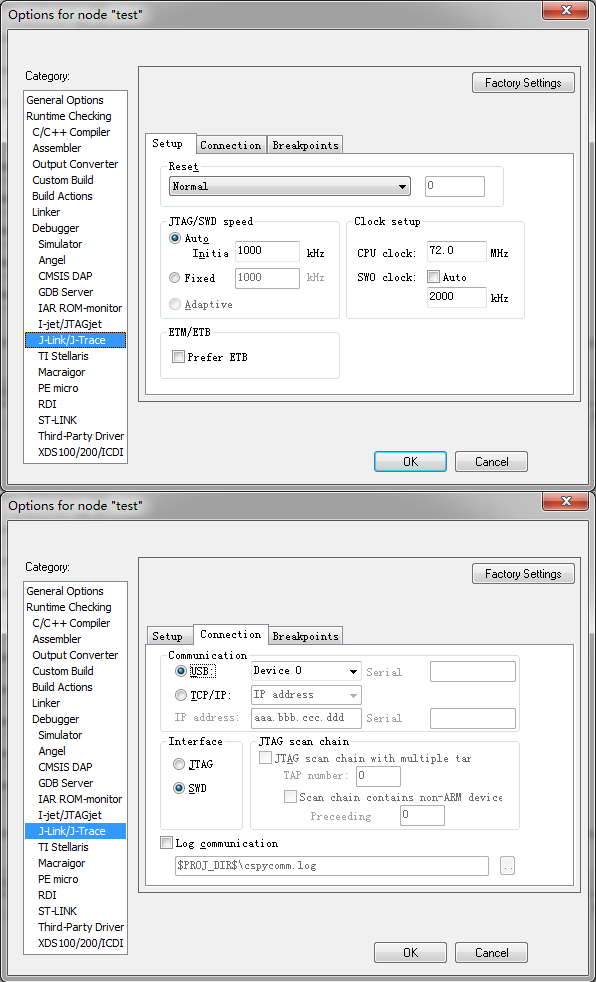 Options for node "test"
Category:
General Options
Runtime Checking
C/C++ Compiler
Assembler
Output Converter
Custom Build
Build Actions
Linker
Debugger
Simulator
Angel
CMSIS DAP
GDB Server
IAR ROM-monitor
I-jet/JTAGjet
J-Link/J-Trace
TI Stellaris
Macraigor
PE micro
RDI
ST-LINK
Third-Party Driver
XDS100/200/ICDI
Factory Settings
Setup Connection Breakpoints
Reset
Normal 0
JTAG/SWD speed
Auto
Initia 1000 kHz
Fixed 1000 kHz
Adaptive
Clock setup
CPU clock: 72.0 MHz
SWO clock: Auto
2000 kHz
ETM/ETB
Prefer ETB
OK Cancel
Options for node "test"
Category:
General Options
Runtime Checking
C/C++ Compiler
Assembler
Output Converter
Custom Build
Build Actions
Linker
Debugger
Simulator
Angel
CMSIS DAP
GDB Server
IAR ROM-monitor
I-jet/JTAGjet
J-Link/J-Trace
TI Stellaris
Macraigor
PE micro
RDI
ST-LINK
Third-Party Driver
XDS100/200/ICDI
Factory Settings
Setup Connection Breakpoints
Communication
USB: Device 0 Serial
TCP/IP: IP address
IP address: aaa.bbb.ccc.ddd Serial
Interface
JTAG
SWD
JTAG scan chain
JTAG scan chain with multiple tar
TAP number: 0
Scan chain contains non-ARM device
Preceeding 0
Log communication
$PROJ_DIR$\cspycomm.log ..
OK Cancel